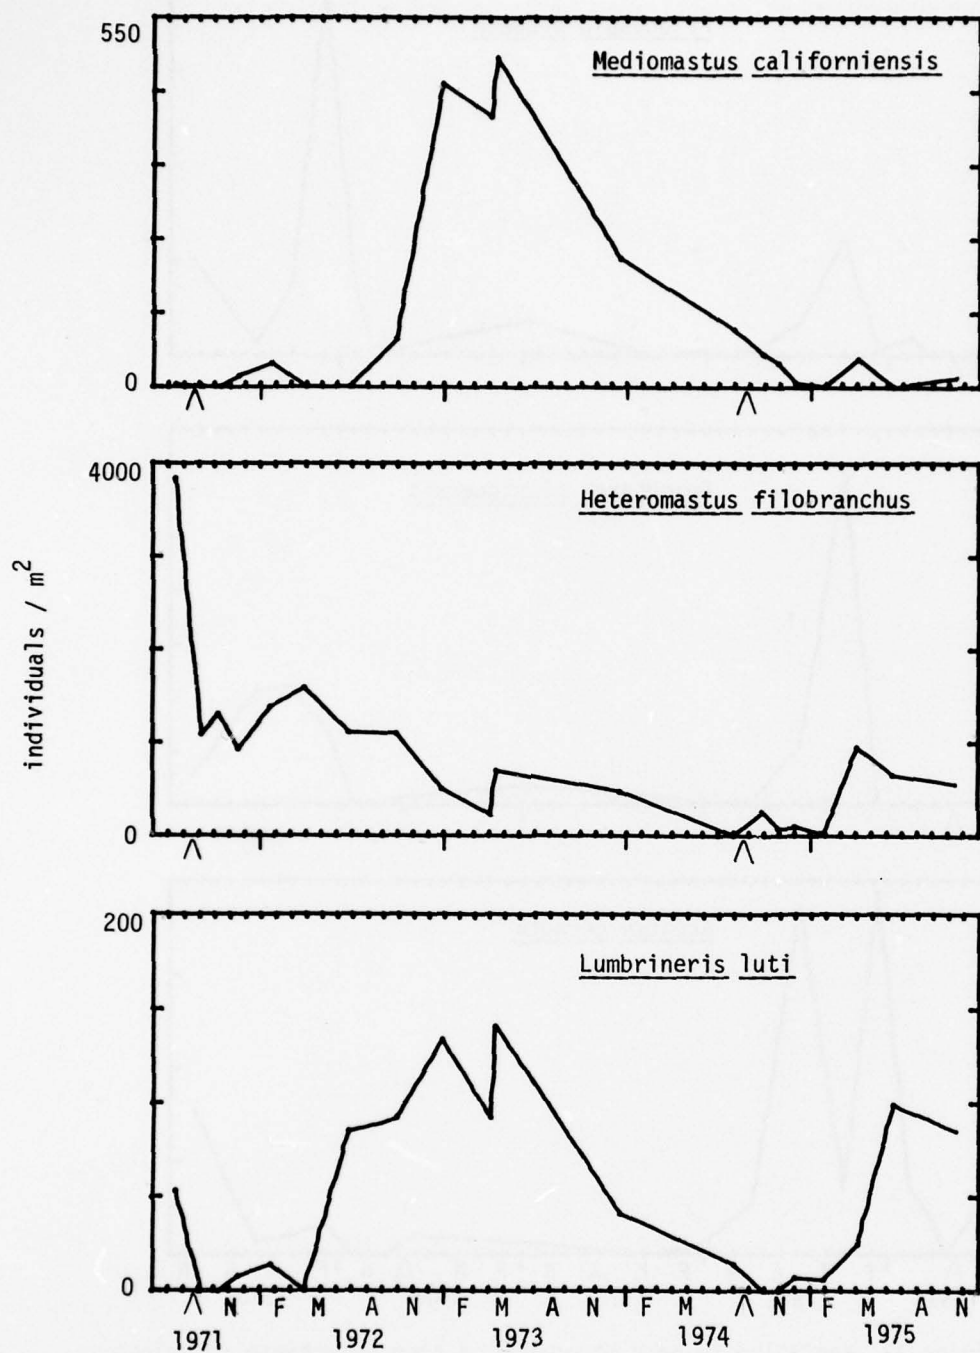 550
Mediomastus californiensis
0
4000
Heteromastus filobranchus
individuals / m2
0
200
Lumbrineris luti
0
N F M A N F M A N F M N F M A N
1971 1972 1973 1974 1975